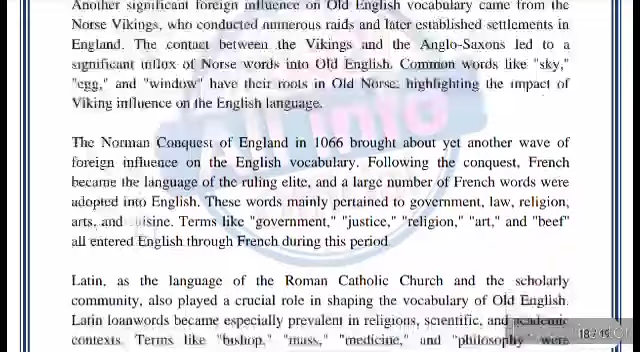 Another significant foreign influence on Old English vocabulary came from the
Norse Vikings, who conducted numerous raids and later established settlements in
England. The contact between the Vikings and the Anglo-Saxons led to a
significant influx of Norse words into Old English. Common words like "sky,"
"egg," and "window" have their roots in Old Norse, highlighting the impact of
Viking influence on the English language.
The Norman Conquest of England in 1066 brought about yet another wave of
foreign influence on the English vocabulary. Following the conquest, French
became the language of the ruling elite, and a large number of French words were
adopted into English. These words mainly pertained to government, law, religion,
arts, and cuisine. Terms like "government," "justice," "religion," "art," and "beef"
all entered English through French during this period
Latin, as the language of the Roman Catholic Church and the scholarly
community, also played a crucial role in shaping the vocabulary of Old English.
Latin loanwords became especially prevalent in religious, scientific, and academic
contexts. Terms like "bishop," "mass," "medicine," and "philosophy" were
info